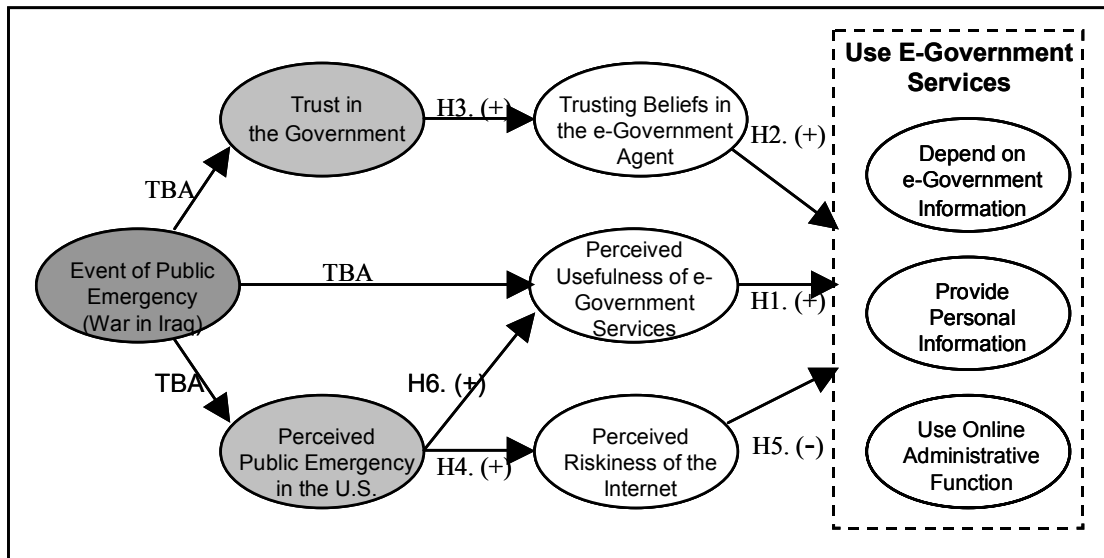 Use E-Government
Services
Trust in
the Government
H3. (+)
Trusting Beliefs in
the e-Government
Agent
H2. (+)
Depend on
e-Government
Information
TBA
Event of Public
Emergency
(War in Iraq)
TBA
Perceived
Usefulness of e-
Government
Services
H1. (+)
Provide
Personal
Information
TBA
H6. (+)
Perceived
Public Emergency
in the U.S.
H4. (+)
Perceived
Riskiness of the
Internet
H5. (-)
Use Online
Administrative
Function